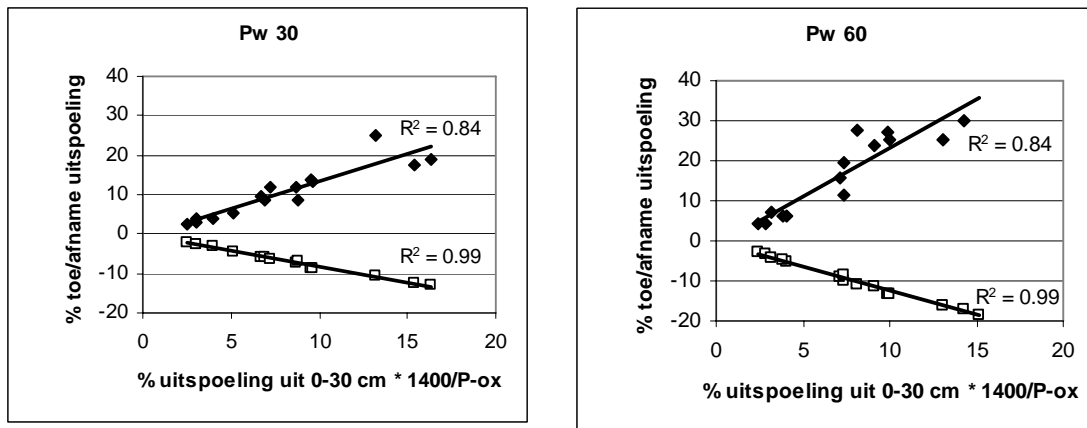 Pw 30
% toe/afname uitspoeling
40
30
20
10
0
-10
-20
R² = 0.84
R² = 0.99
0 5 10 15 20
% uitspoeling uit 0-30 cm * 1400/P-ox
Pw 60
% toe/afname uitspoeling
40
30
20
10
0
-10
-20
R² = 0.84
R² = 0.99
0 5 10 15 20
% uitspoeling uit 0-30 cm * 1400/P-ox